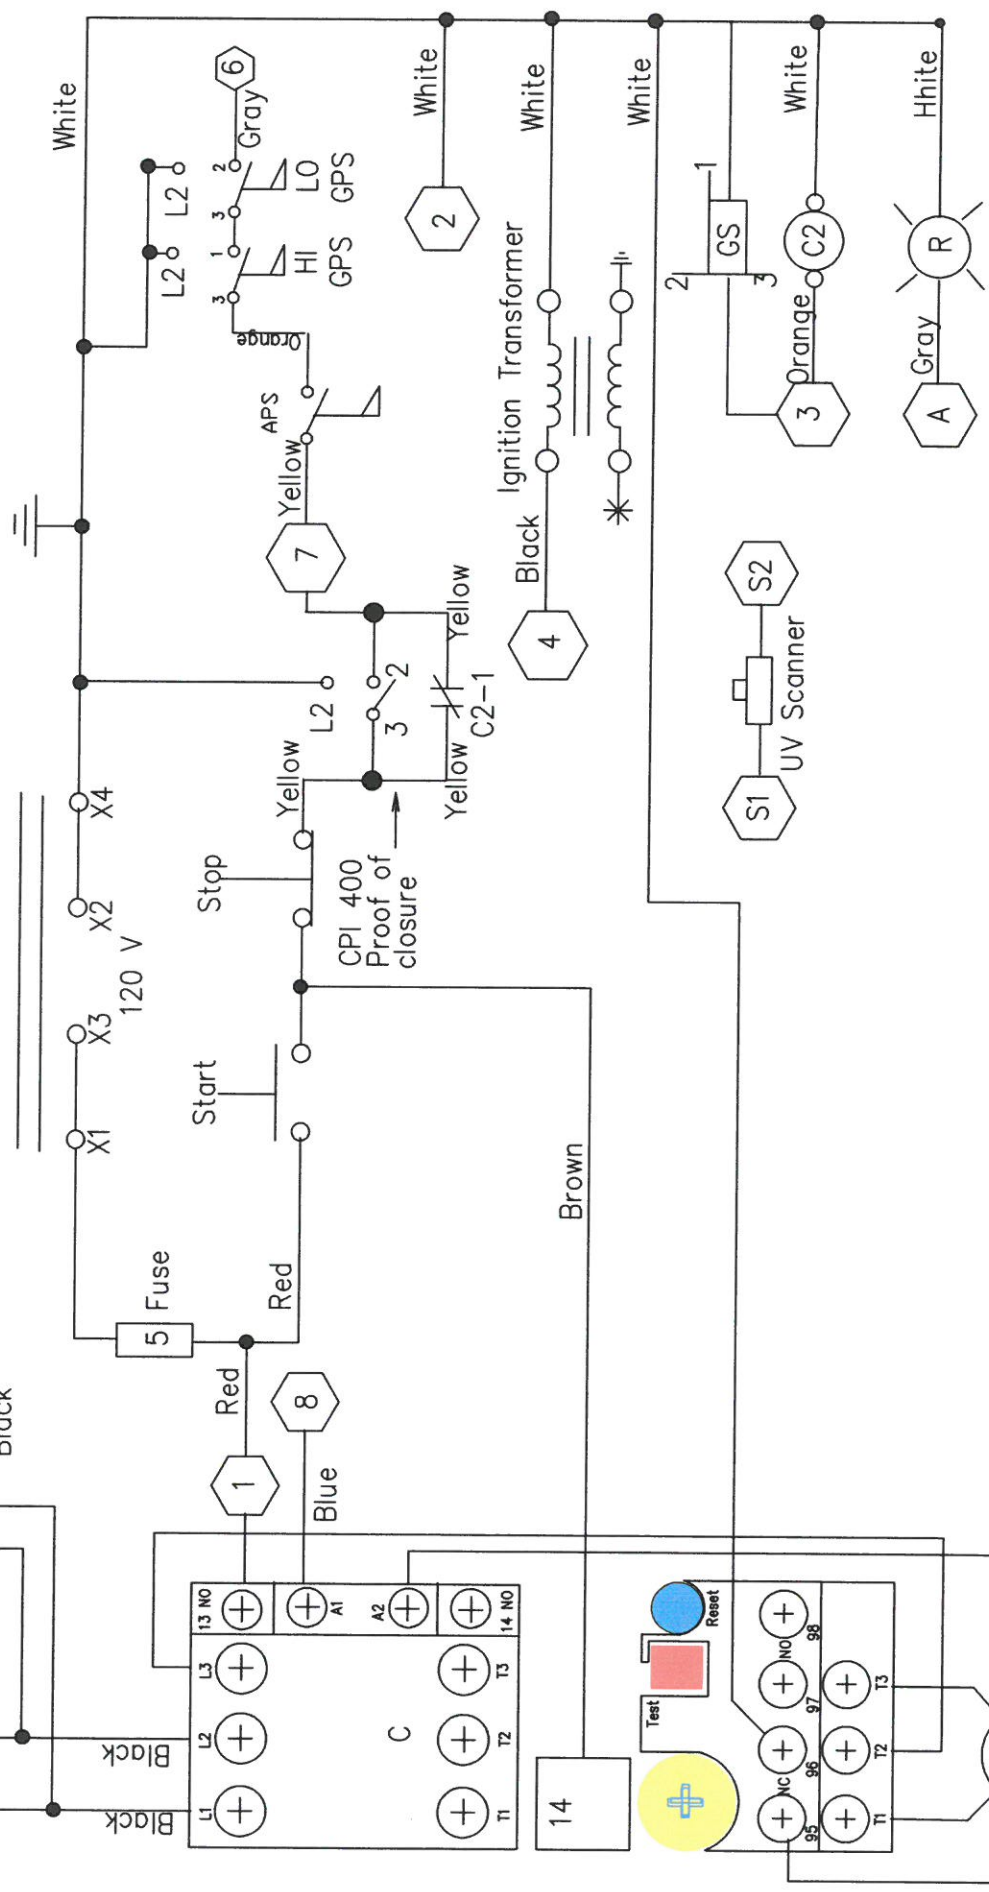 White
6
Gray
2
3
1
3
L2
L2
LO
GPS
HI
GPS
Orange
APS
Yellow
7
Yellow
L2
2
3
C2-1
Yellow
Yellow
Stop
CPI 400
Proof of
closure
X4
X2
120 V
X3
X1
Start
Red
5
Fuse
Red
1
8
Blue
Brown
Black
White
2
White
Ignition Transformer
Black
4
White
1
GS
2
3
White
C2
Orange
3
Hhite
R
Gray
A
S2
UV Scanner
S1
13 NO
A1
A2
14 NO
L3
L2
L1
C
T3
T2
T1
Black
Black
14
Reset
Test
NO
98
97
96
NC
95
T3
T2
T1